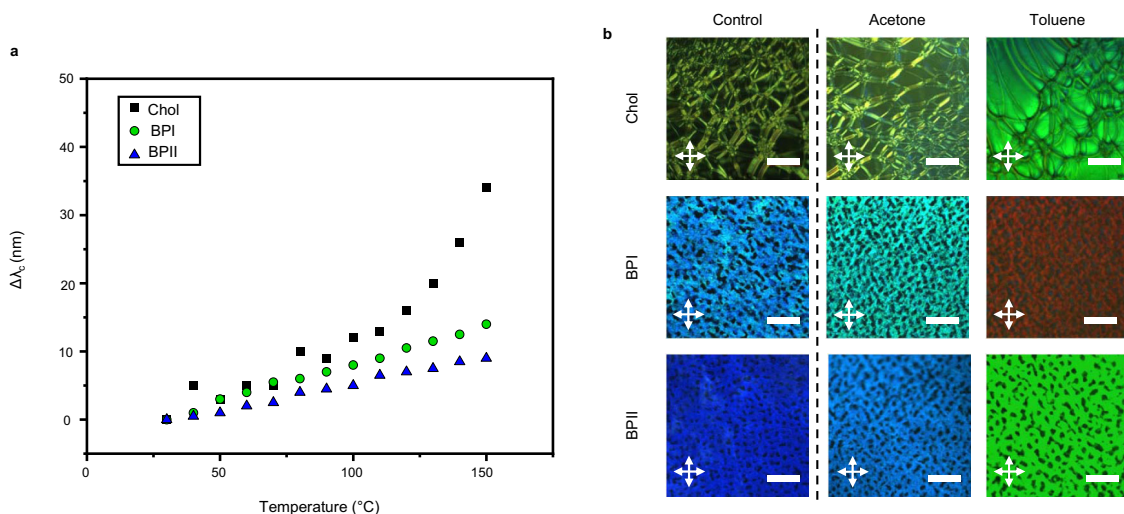 a
50
40
30
20
10
0
Δλc (nm)
Chol
BPI
BPII
0
50
100
150
Temperature (°C)
b
Control
Acetone
Toluene
Chol
BPI
BPII